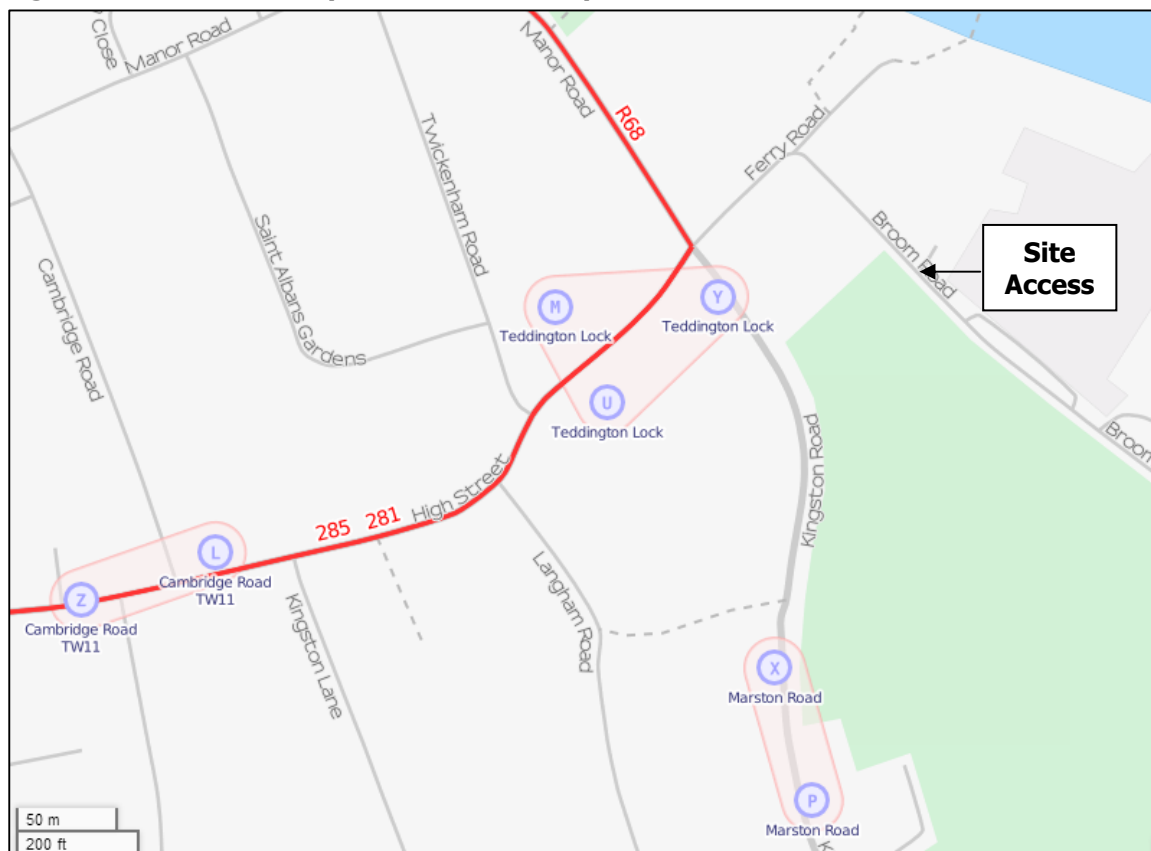 Close
Manor Road
Manor Road
R68
Ferry Road
Twickenham Road
Saint Albans Gardens
Cambridge Road
Broom Road
Site
Access
M
Teddington Lock
Y
Teddington Lock
U
Teddington Lock
Kingston Road
Broom
High Street
285 281
L
Cambridge Road
TW11
Z
Cambridge Road
TW11
Kingston Lane
Langham Road
X
Marston Road
P
Marston Road
K
50 m
200 ft